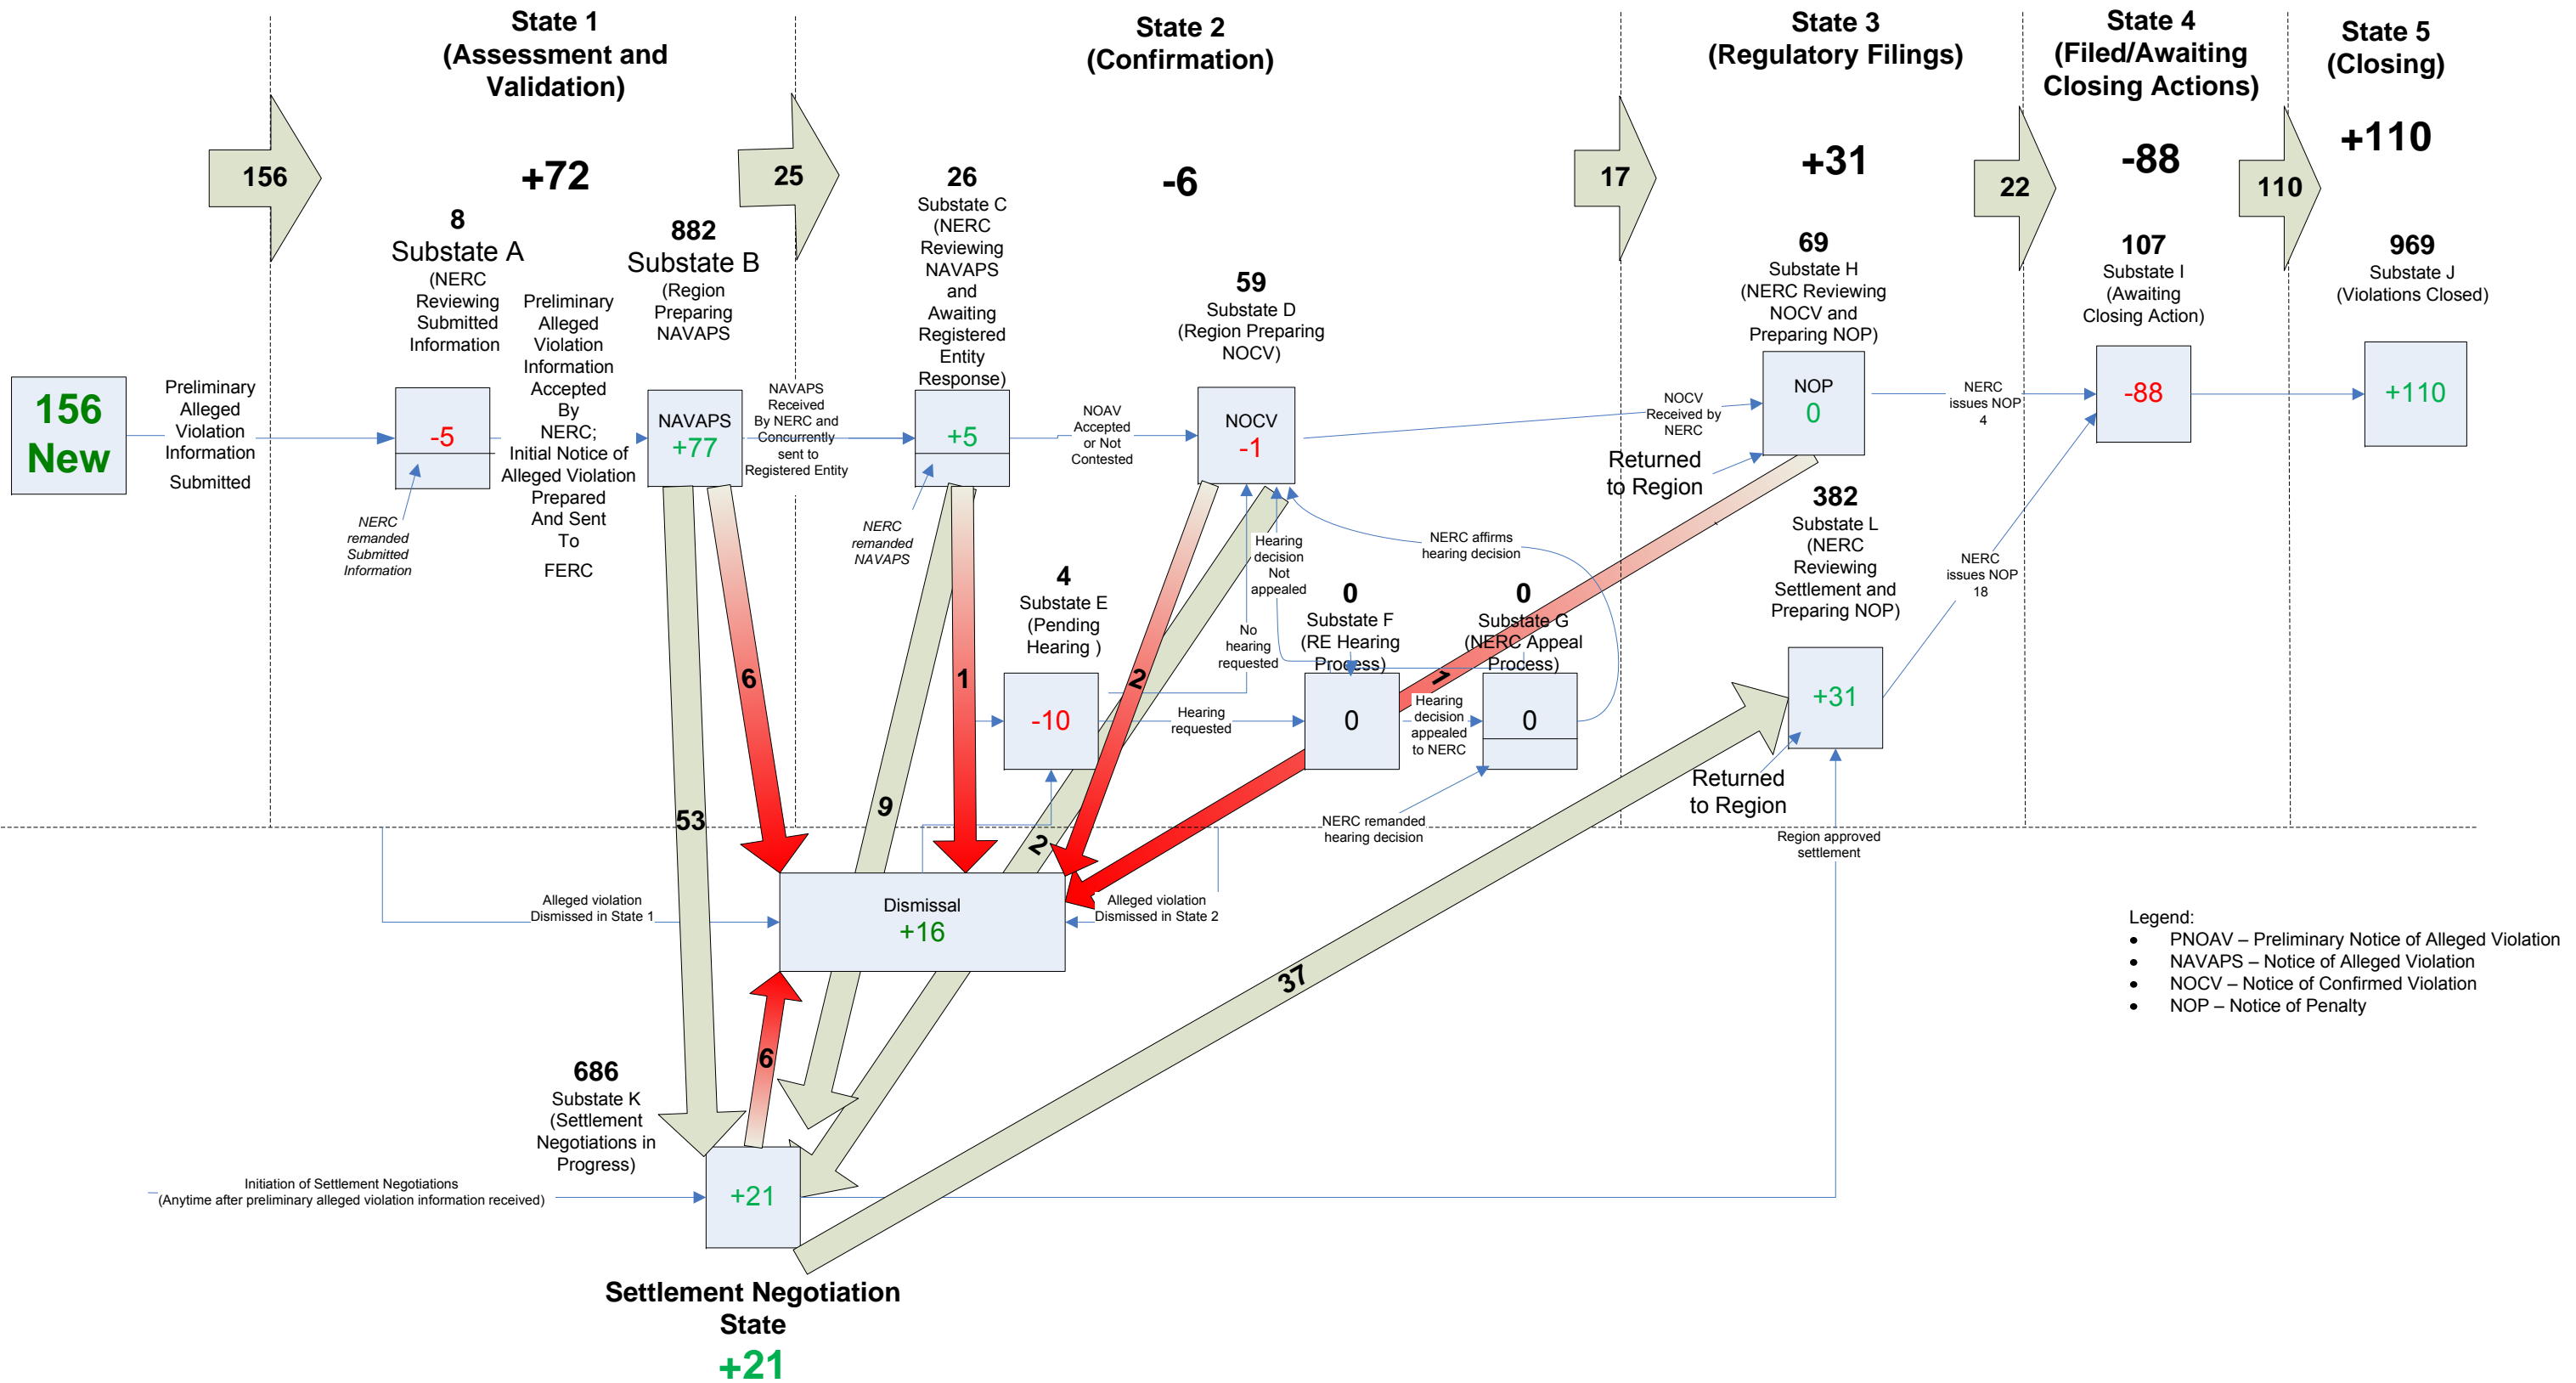 State 1
(Assessment and
Validation)
State 2
(Confirmation)
State 3
(Regulatory Filings)
State 4
(Filed/Awaiting
Closing Actions)
State 5
(Closing)
156
+72
25
-6
17
+31
22
-88
110
+110
8
Substate A
(NERC
Reviewing
Submitted
Information
Preliminary
Alleged
Violation
Information
Accepted
By
NERC;
Initial Notice of
Alleged Violation
Prepared
And Sent
To
FERC
882
Substate B
(Region
Preparing
NAVAPS
26
Substate C
(NERC
Reviewing
NAVAPS
and
Awaiting
Registered
Entity
Response)
59
Substate D
(Region Preparing
NOCV)
69
Substate H
(NERC Reviewing
NOCV and
Preparing NOP)
107
Substate I
(Awaiting
Closing Action)
969
Substate J
(Violations Closed)
156
New
Preliminary
Alleged
Violation
Information
Submitted
-5
NERC
remanded
Submitted
Information
NAVAPS
+77
NAVAPS
Received
By NERC and
Concurrently
sent to
Registered Entity
+5
NERC
remanded
NAVAPS
NOAV
Accepted
or Not
Contested
NOCV
-1
NOCV
Received by
NERC
NOP
0
Returned
to Region
NERC
issues NOP
4
-88
+110
382
Substate L
(NERC
Reviewing
Settlement and
Preparing NOP)
NERC
issues NOP
18
Hearing
decision
Not
appealed
NERC affirms
hearing decision
4
Substate E
(Pending
Hearing )
No
hearing
requested
0
Substate F
(RE Hearing
Process)
0
Substate G
(NERC Appeal
Process)
53
6
9
1
2
2
1
-10
Hearing
requested
0
Hearing
decision
appealed
to NERC
0
+31
Returned
to Region
NERC remanded
hearing decision
Region approved
settlement
Alleged violation
Dismissed in State 1
Dismissal
+16
Alleged violation
Dismissed in State 2
37
Legend:
• PNOAV – Preliminary Notice of Alleged Violation
• NAVAPS – Notice of Alleged Violation
• NOCV – Notice of Confirmed Violation
• NOP – Notice of Penalty
6
686
Substate K
(Settlement
Negotiations in
Progress)
Initiation of Settlement Negotiations
(Anytime after preliminary alleged violation information received)
+21
Settlement Negotiation
State
+21